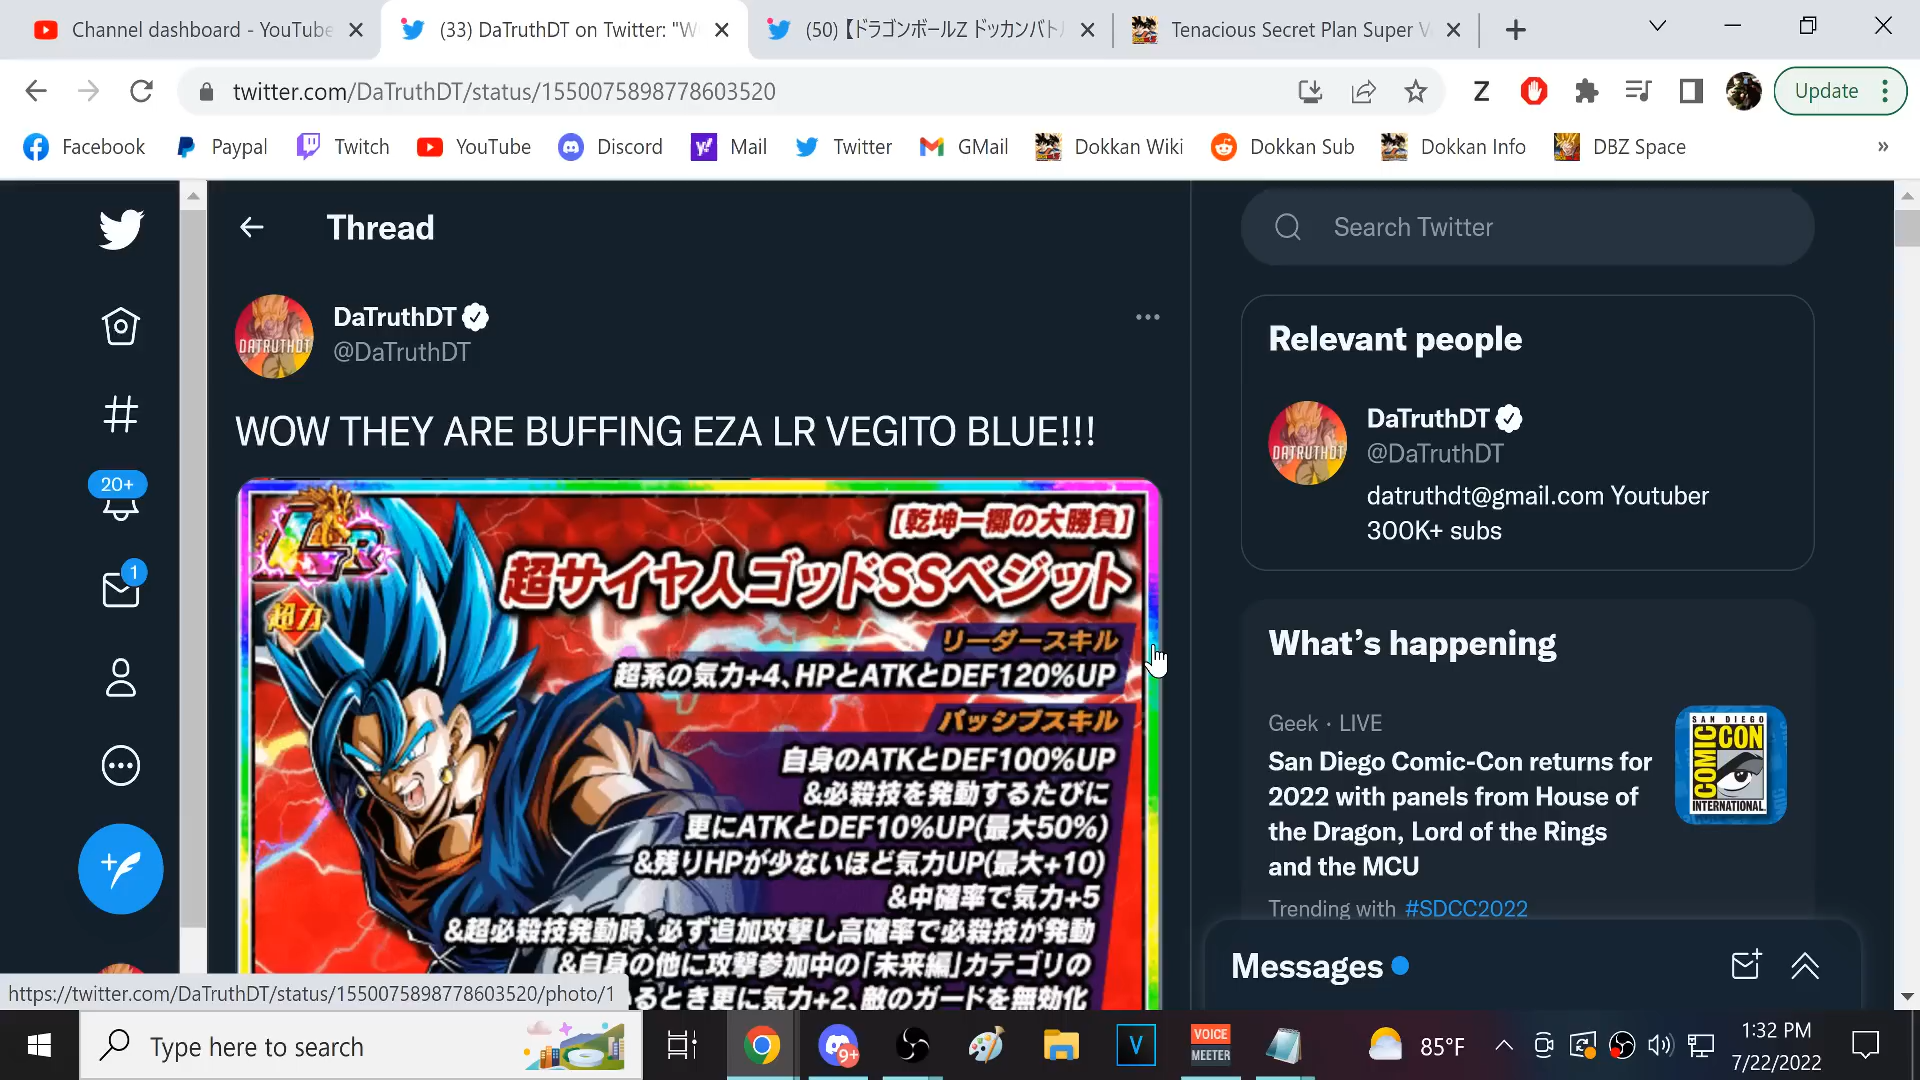 Channel dashboard - YouTube
(33) DaTruthDT on Twitter: "W
(50)【ドラゴンボールZ ドッカンバトル
Tenacious Secret Plan Super V
twitter.com/DaTruthDT/status/1550075898778603520
Z
Update
Facebook
Paypal
Twitch
YouTube
Discord
Mail
Twitter
GMail
Dokkan Wiki
Dokkan Sub
Dokkan Info
DBZ Space
»
Thread
Search Twitter
DATRUTHDT
DaTruthDT
@DaTruthDT
WOW THEY ARE BUFFING EZA LR VEGITO BLUE!!!
LR
【乾坤一擲の大勝負】
超サイヤ人ゴッドSSベジット
超力
リーダースキル
超系の気力+4、HPとATKとDEF120%UP
パッシブスキル
自身のATKとDEF100%UP
&必殺技を発動するたびに
更にATKとDEF10%UP(最大50%)
&残りHPが少ないほど気力UP(最大+10)
&中確率で気力+5
&超必殺技発動時、必ず追加攻撃し高確率で必殺技が発動
&自身の他に攻撃参加中の「未来編」カテゴリの
るとき更に気力+2、敵のガードを無効化
20+
1
Relevant people
DATRUTHDT
DaTruthDT
@DaTruthDT
datruthdt@gmail.com Youtuber
300K+ subs
What's happening
Geek · LIVE
San Diego Comic-Con returns for
2022 with panels from House of
the Dragon, Lord of the Rings
and the MCU
SAN DIEGO
COMIC CON
INTERNATIONAL
Trending with #SDCC2022
Messages
https://twitter.com/DaTruthDT/status/1550075898778603520/photo/1
Type here to search
9+
V
VOICE
MEETER
85°F
1:32 PM
7/22/2022